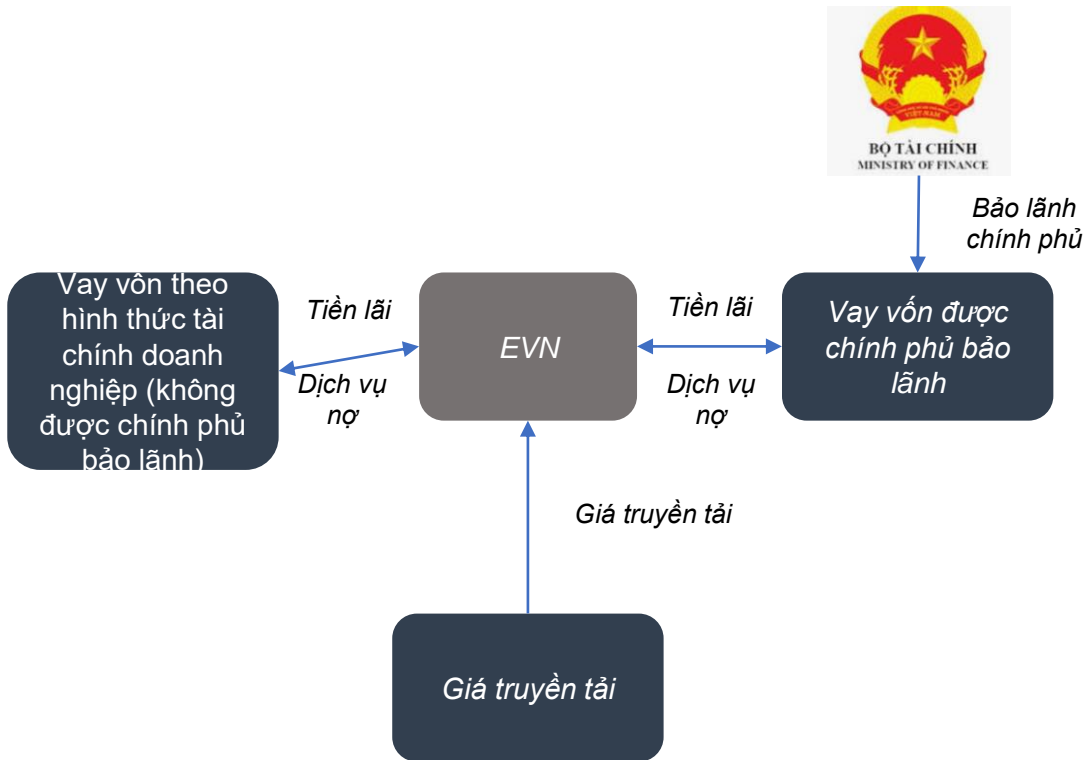 BỘ TÀI CHÍNH
MINISTRY OF FINANCE
Bảo lãnh
chính phủ
Vay vốn theo
hình thức tài
chính doanh
nghiệp (không
được chính phủ
bảo lãnh)
Tiền lãi
Dịch vụ
nợ
EVN
Tiền lãi
Dịch vụ
nợ
Vay vốn được
chính phủ bảo
lãnh
Giá truyền tải
Giá truyền tải